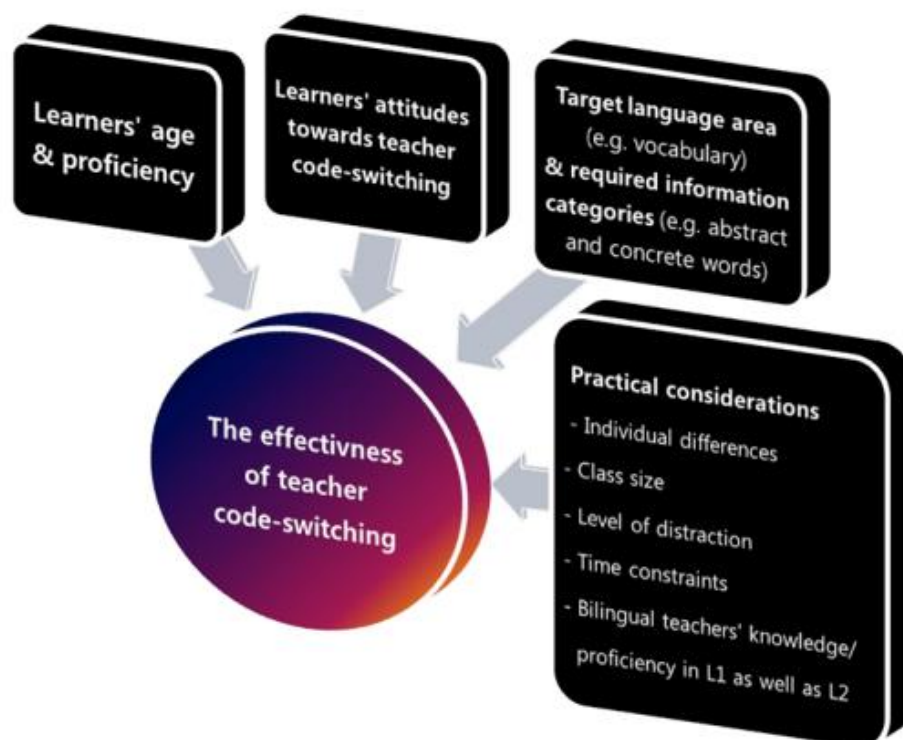 Learners' age
& proficiency
Learners' attitudes
towards teacher
code-switching
Target language area
(e.g. vocabulary)
& required information
categories (e.g. abstract
and concrete words)
The effectivness
of teacher
code-switching
Practical considerations
- Individual differences
- Class size
- Level of distraction
- Time constraints
- Bilingual teachers' knowledge/
proficiency in L1 as well as L2